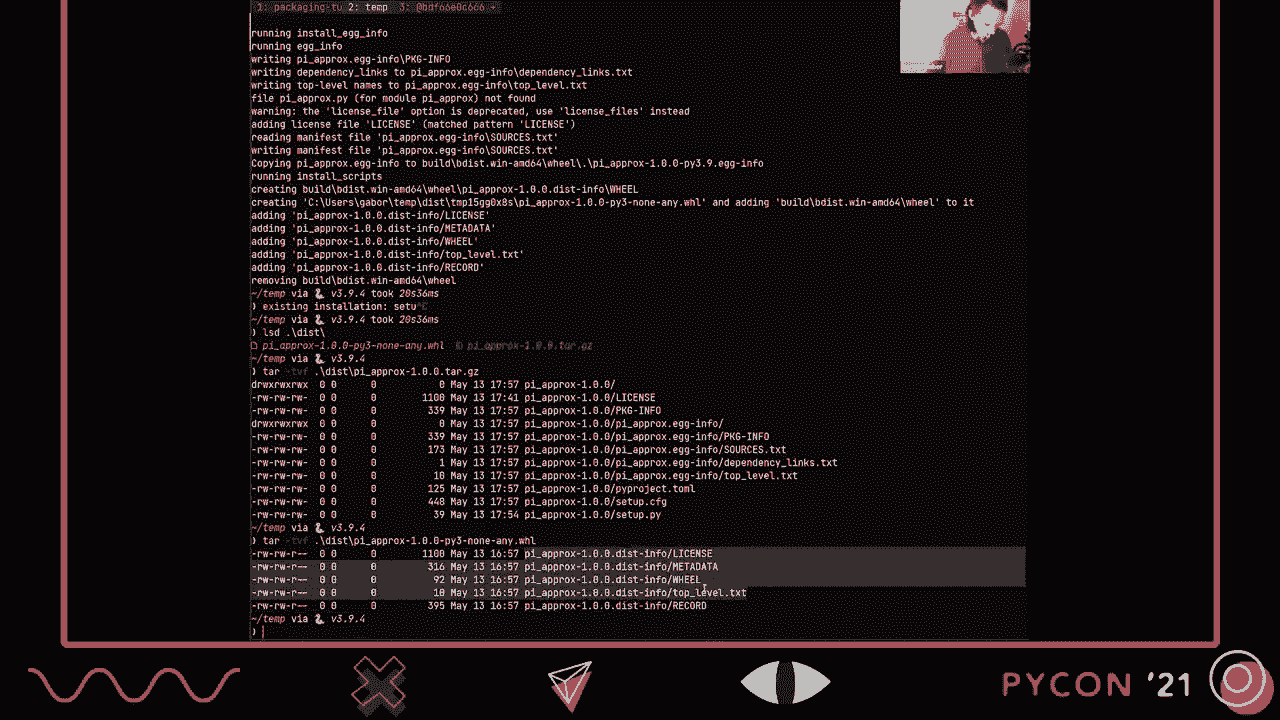 1: packaging-tu 2: temp 3: @bdfo6e0c6c6 -
running install_egg_info
running egg_info
writing pi_approx.egg-info\PKG-INFO
writing dependency_links to pi_approx.egg-info\dependency_links.txt
writing top-level names to pi_approx.egg-info\top_level.txt
file pi_approx.py (for module pi_approx) not found
warning: the 'license_file' option is deprecated, use 'license_files' instead
adding license file 'LICENSE' (matched pattern 'LICENSE')
reading manifest file 'pi_approx.egg-info\SOURCES.txt'
writing manifest file 'pi_approx.egg-info\SOURCES.txt'
Copying pi_approx.egg-info to build\bdist.win-amd64\wheel\.\pi_approx-1.0.0-py3.9.egg-info
running install_scripts
creating build\bdist.win-amd64\wheel\pi_approx-1.0.0.dist-info\WHEEL
creating 'C:\Users\gabor\temp\dist\tmp15gg0x8s\pi_approx-1.0.0-py3-none-any.whl' and adding 'build\bdist.win-amd64\wheel' to it
adding 'pi_approx-1.0.0.dist-info/LICENSE'
adding 'pi_approx-1.0.0.dist-info/METADATA'
adding 'pi_approx-1.0.0.dist-info/WHEEL'
adding 'pi_approx-1.0.0.dist-info/top_level.txt'
adding 'pi_approx-1.0.0.dist-info/RECORD'
removing build\bdist.win-amd64\wheel
~/temp via v3.9.4 took 20s36ms
) existing installation: setu^C
~/temp via v3.9.4 took 20s36ms
) lsd .\dist\
pi_approx-1.0.0-py3-none-any.whl pi_approx-1.0.0.tar.gz
~/temp via v3.9.4
) tar -tvf .\dist\pi_approx-1.0.0.tar.gz
drwxrwxrwx 0 0 0 0 May 13 17:57 pi_approx-1.0.0/
-rw-rw-rw- 0 0 0 1100 May 13 17:41 pi_approx-1.0.0/LICENSE
-rw-rw-rw- 0 0 0 339 May 13 17:57 pi_approx-1.0.0/PKG-INFO
drwxrwxrwx 0 0 0 0 May 13 17:57 pi_approx-1.0.0/pi_approx.egg-info/
-rw-rw-rw- 0 0 0 339 May 13 17:57 pi_approx-1.0.0/pi_approx.egg-info/PKG-INFO
-rw-rw-rw- 0 0 0 173 May 13 17:57 pi_approx-1.0.0/pi_approx.egg-info/SOURCES.txt
-rw-rw-rw- 0 0 0 1 May 13 17:57 pi_approx-1.0.0/pi_approx.egg-info/dependency_links.txt
-rw-rw-rw- 0 0 0 10 May 13 17:57 pi_approx-1.0.0/pi_approx.egg-info/top_level.txt
-rw-rw-rw- 0 0 0 125 May 13 17:57 pi_approx-1.0.0/pyproject.toml
-rw-rw-rw- 0 0 0 448 May 13 17:57 pi_approx-1.0.0/setup.cfg
-rw-rw-rw- 0 0 0 39 May 13 17:54 pi_approx-1.0.0/setup.py
~/temp via v3.9.4
) tar -tvf .\dist\pi_approx-1.0.0-py3-none-any.whl
-rw-rw-r-- 0 0 0 1100 May 13 16:57 pi_approx-1.0.0.dist-info/LICENSE
-rw-rw-r-- 0 0 0 316 May 13 16:57 pi_approx-1.0.0.dist-info/METADATA
-rw-rw-r-- 0 0 0 92 May 13 16:57 pi_approx-1.0.0.dist-info/WHEEL
-rw-rw-r-- 0 0 0 10 May 13 16:57 pi_approx-1.0.0.dist-info/top_level.txt
-rw-rw-r-- 0 0 0 395 May 13 16:57 pi_approx-1.0.0.dist-info/RECORD
~/temp via v3.9.4
)
PYCON '21